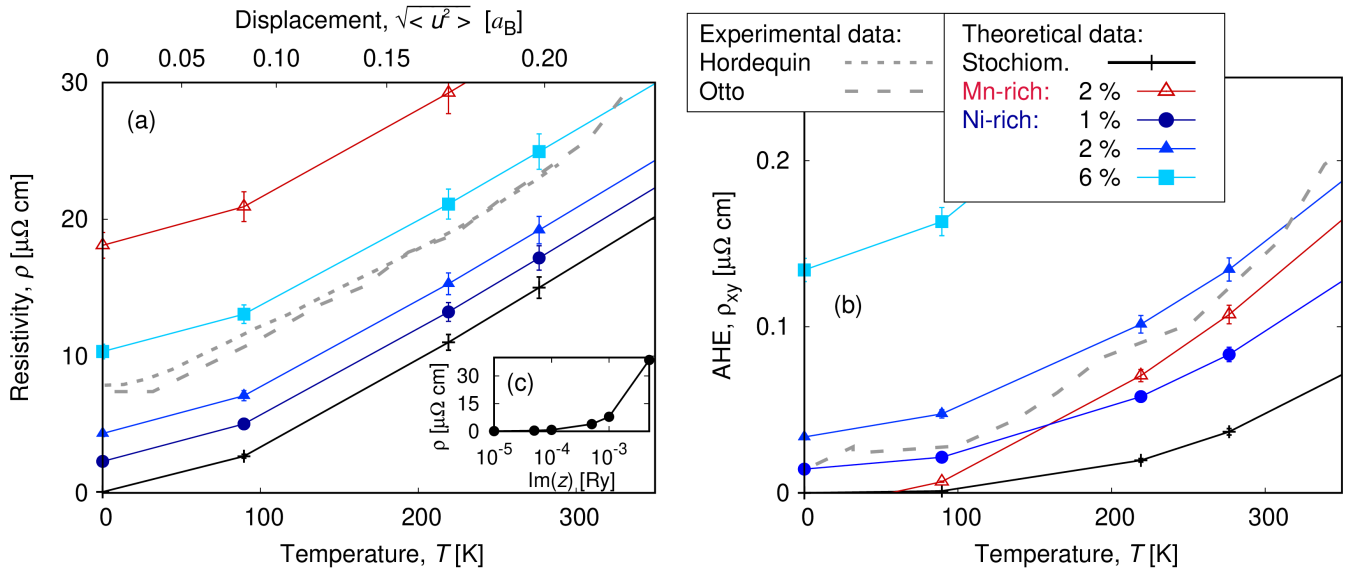 Displacement, √< u² > [aB]
0 0.05 0.10 0.15 0.20
30
20
10
0
Resistivity, ρ [μΩ cm]
(a)
0 100 200 300
Temperature, T [K]
(c)
30
15
0
ρ [μΩ cm]
10-5 10-4 10-3
Im(z) [Ry]
Experimental data:
Hordequin
Otto
Theoretical data:
Stochiom.
Mn-rich: 2 %
Ni-rich: 1 %
2 %
6 %
0.2
0.1
0
AHE, ρxy [μΩ cm]
(b)
0 100 200 300
Temperature, T [K]